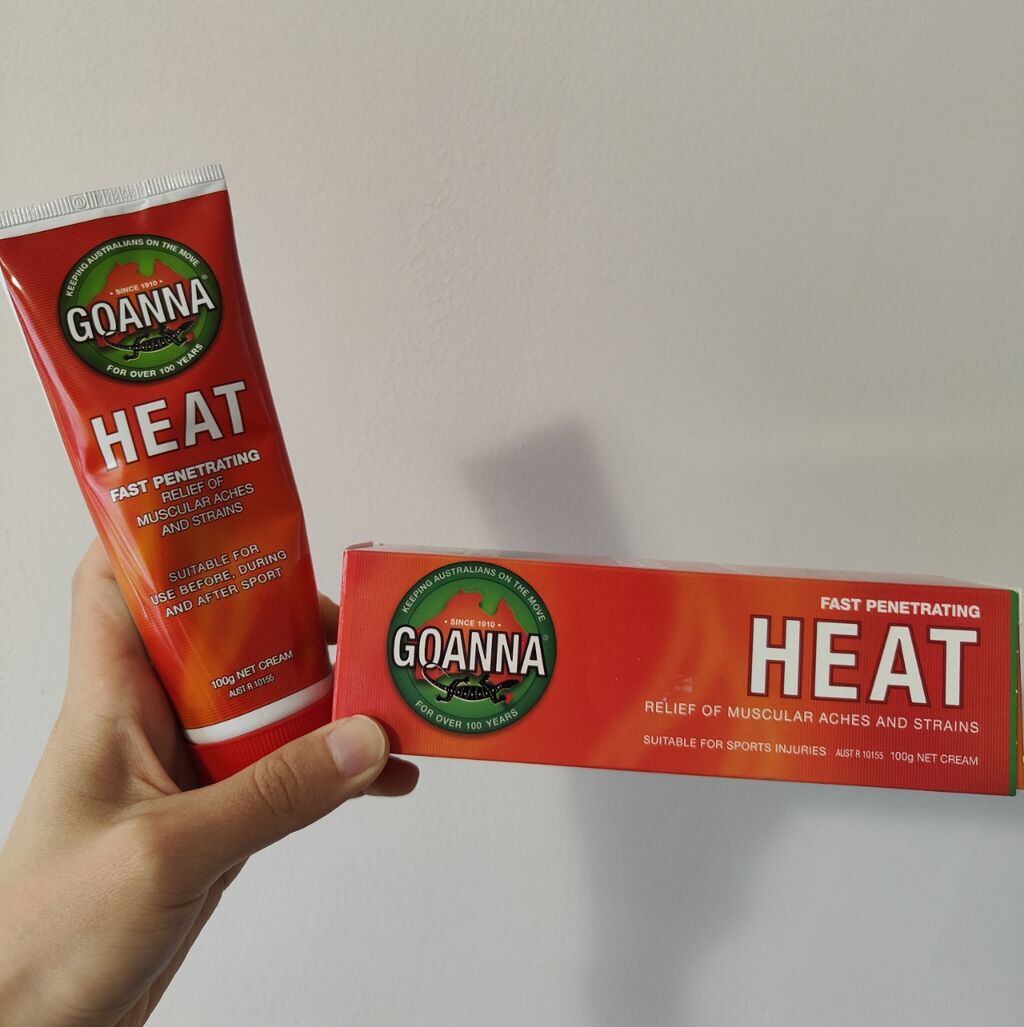 KEEPING AUSTRALIANS ON THE MOVE
• SINCE 1910 •
GOANNA®
FOR OVER 100 YEARS
HEAT
FAST PENETRATING
RELIEF OF
MUSCULAR ACHES
AND STRAINS
SUITABLE FOR
USE BEFORE, DURING
AND AFTER SPORT
100g NET CREAM
AUST R 10155
KEEPING AUSTRALIANS ON THE MOVE
• SINCE 1910 •
GOANNA®
FOR OVER 100 YEARS
FAST PENETRATING
HEAT
RELIEF OF MUSCULAR ACHES AND STRAINS
SUITABLE FOR SPORTS INJURIES AUST R 10155 100g NET CREAM